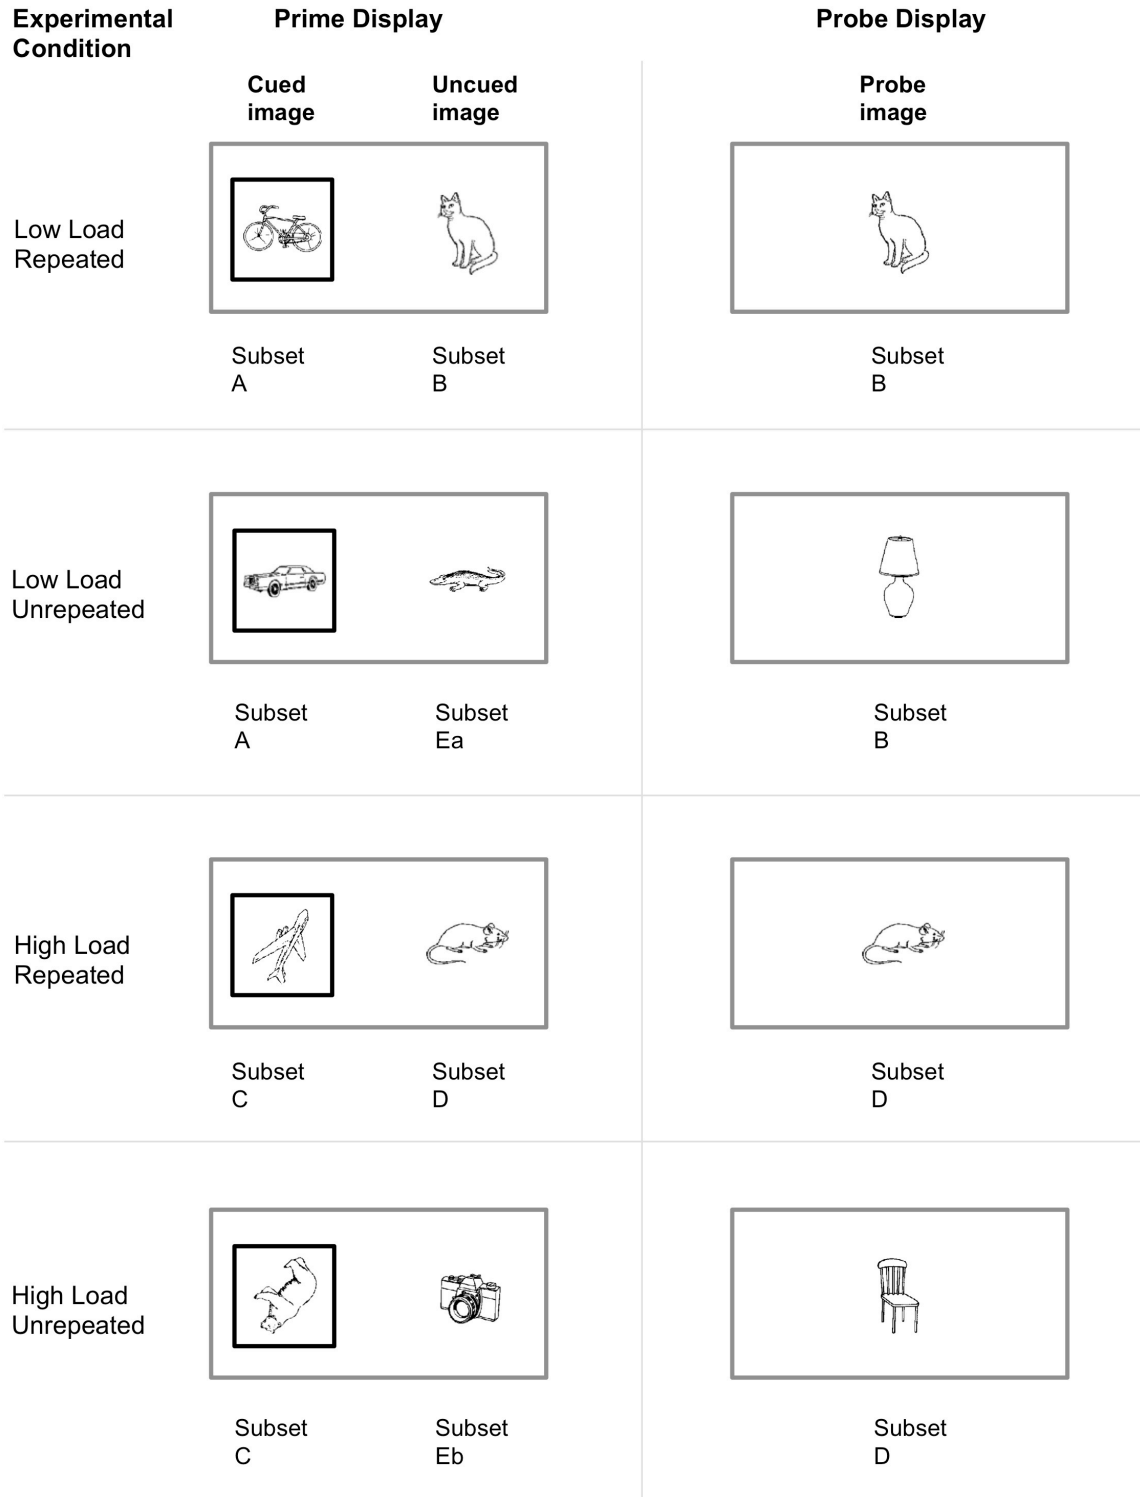 Experimental
Condition
Prime Display
Probe Display
Cued
image
Uncued
image
Probe
image
Low Load
Repeated
Subset
A
Subset
B
Subset
B
Low Load
Unrepeated
Subset
A
Subset
Ea
Subset
B
High Load
Repeated
Subset
C
Subset
D
Subset
D
High Load
Unrepeated
Subset
C
Subset
Eb
Subset
D